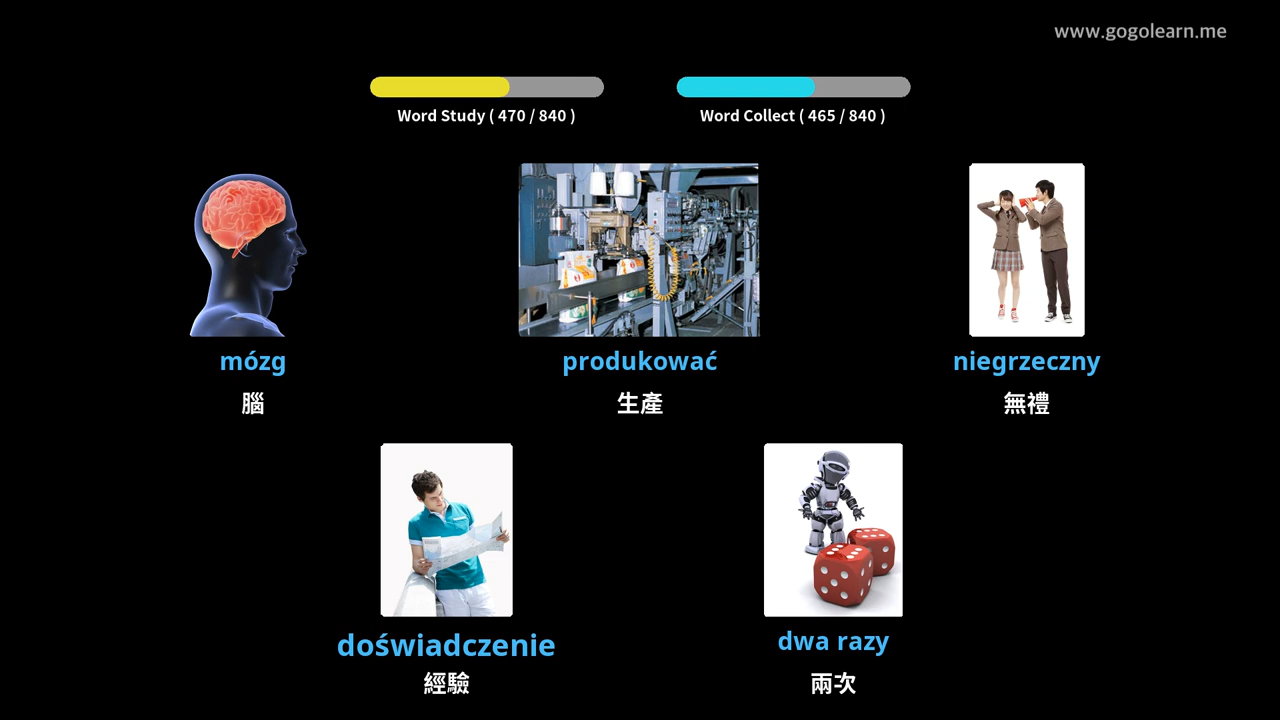 www.gogolearn.me
Word Study ( 470 / 840 )
Word Collect ( 465 / 840 )
mózg
produkować
niegrzeczny
腦
生產
無禮
doświadczenie
dwa razy
經驗
兩次